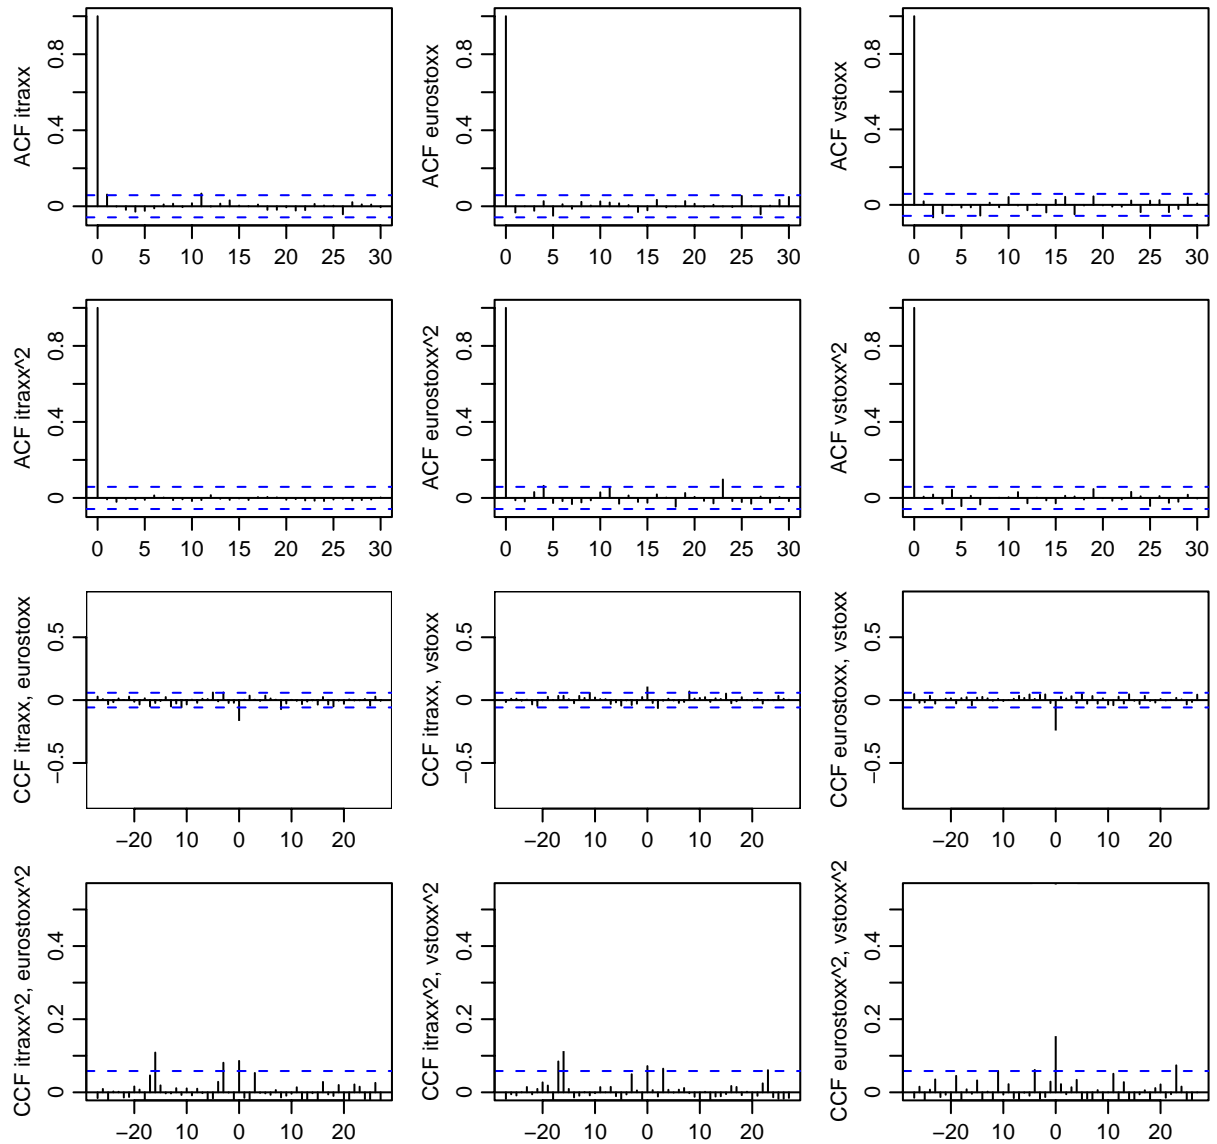 ACF itraxx
0 0.4 0.8
0 5 10 15 20 25 30
ACF eurostoxx
0 0.4 0.8
0 5 10 15 20 25 30
ACF vstoxx
0 0.4 0.8
0 5 10 15 20 25 30
ACF itraxx^2
0 0.4 0.8
0 5 10 15 20 25 30
ACF eurostoxx^2
0 0.4 0.8
0 5 10 15 20 25 30
ACF vstoxx^2
0 0.4 0.8
0 5 10 15 20 25 30
CCF itraxx, eurostoxx
−0.5 0 0.5
−20 −10 0 10 20
CCF itraxx, vstoxx
−0.5 0 0.5
−20 −10 0 10 20
CCF eurostoxx, vstoxx
−0.5 0 0.5
−20 −10 0 10 20
CCF itraxx^2, eurostoxx^2
0 0.2 0.4
−20 −10 0 10 20
CCF itraxx^2, vstoxx^2
0 0.2 0.4
−20 −10 0 10 20
CCF eurostoxx^2, vstoxx^2
0 0.2 0.4
−20 −10 0 10 20